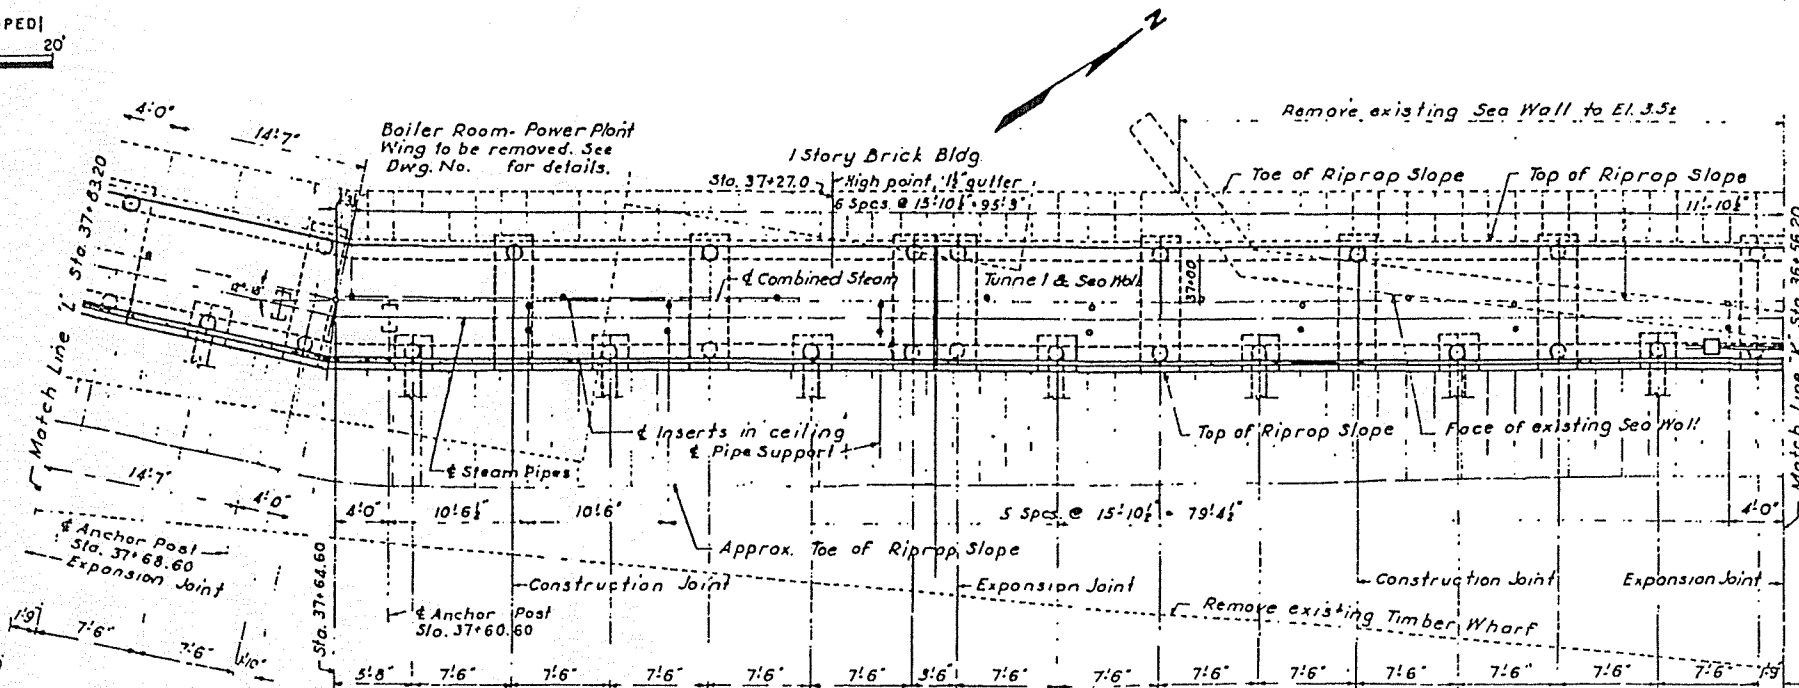 PED|
20'
N
4'-0"
14'-7"
Boiler Room- Power Plant
Wing to be removed. See
Dwg. No.    for details.
1 Story Brick Bldg.
Sta. 37+27.0
High point, 1½" gutter
6 Spcs. @ 15'-10½" = 95'-3"
Remove existing Sea Wall to El. 3.5±
Toe of Riprap Slope
Top of Riprap Slope
11'-10½"
Match Line 'L' Sta. 37+83.20
℄ Combined Steam
Tunnel & Sea Wall
37+00
Match Line 'K' Sta. 36+56.20
℄ Inserts in ceiling
℄ Pipe Support
℄ Steam Pipes
Top of Riprap Slope
Face of existing Sea Wall
14'-7"
4'-0"
4'-0"
10'-6½"
10'-6"
5 Spcs. @ 15'-10½" = 79'-4½"
4'-0"
℄ Anchor Post
Sta. 37+68.60
Expansion Joint
Approx. Toe of Riprap Slope
Sta. 37+64.60
Construction Joint
Expansion Joint
Construction Joint
Expansion Joint
℄ Anchor Post
Sta. 37+60.60
Remove existing Timber Wharf
1'-9"
7'-6"
7'-6"
1'-10"
5'-8"
7'-6"
7'-6"
7'-6"
7'-6"
7'-6"
3'-6"
7'-6"
7'-6"
7'-6"
7'-6"
7'-6"
7'-6"
7'-6"
7'-6"
1'-9"